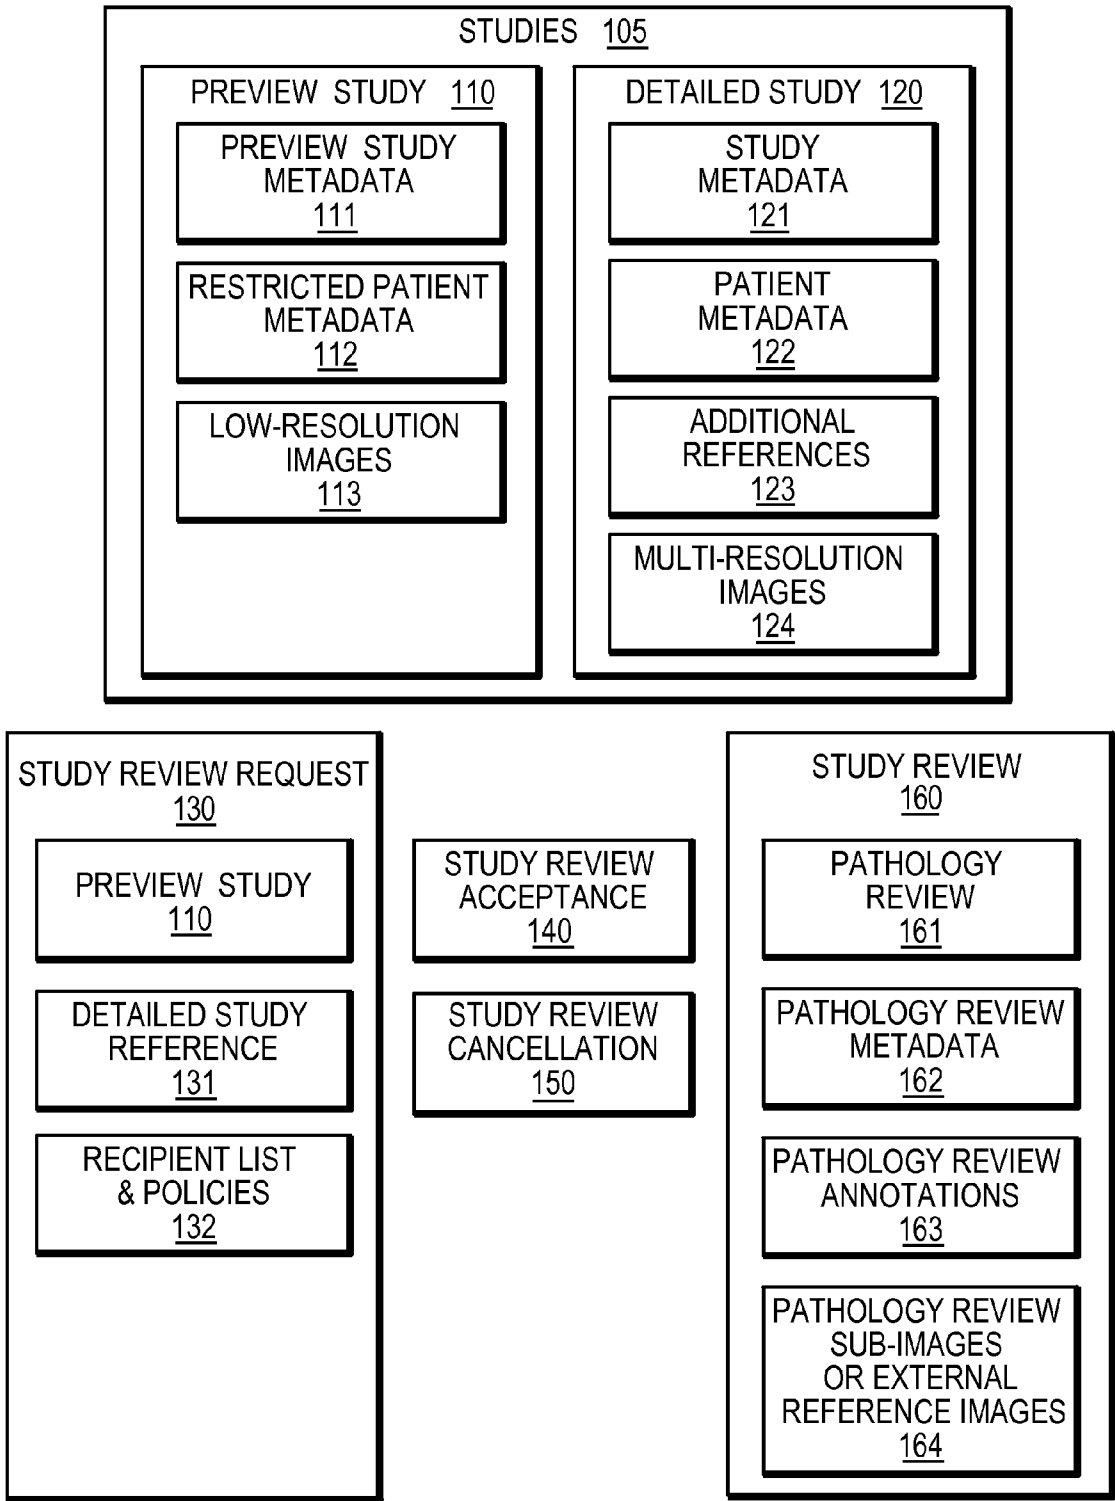 STUDIES 105
PREVIEW STUDY 110
PREVIEW STUDY
METADATA
111
RESTRICTED PATIENT
METADATA
112
LOW-RESOLUTION
IMAGES
113
DETAILED STUDY 120
STUDY
METADATA
121
PATIENT
METADATA
122
ADDITIONAL
REFERENCES
123
MULTI-RESOLUTION
IMAGES
124
STUDY REVIEW REQUEST
130
PREVIEW STUDY
110
DETAILED STUDY
REFERENCE
131
RECIPIENT LIST
& POLICIES
132
STUDY REVIEW
ACCEPTANCE
140
STUDY REVIEW
CANCELLATION
150
STUDY REVIEW
160
PATHOLOGY
REVIEW
161
PATHOLOGY REVIEW
METADATA
162
PATHOLOGY REVIEW
ANNOTATIONS
163
PATHOLOGY REVIEW
SUB-IMAGES
OR EXTERNAL
REFERENCE IMAGES
164